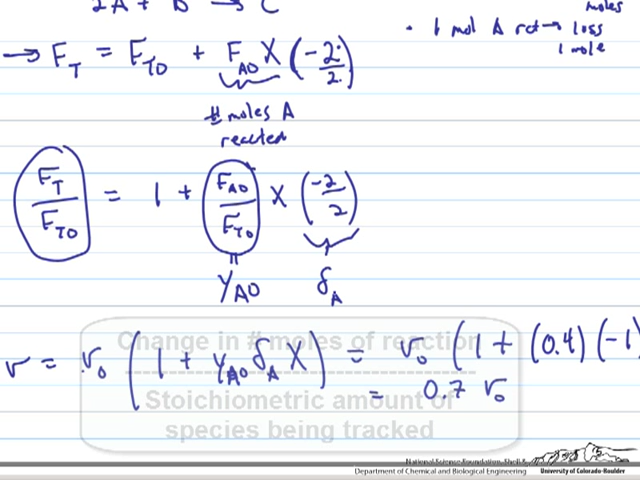 2A + B → C
moles
• 1 mol A rct → loss
1 mole
→ F_T = F_T0 + F_A0 X (-2/2)
# moles A
reacted
F_T/F_T0 = 1 + F_A0/F_T0 X (-2/2)
y_A0 δ_A
v = v_0 (1 + y_A0 δ_A X) = v_0 (1 + (0.4)(-1)
= 0.7 v_0
Change in # moles of reaction
Stoichiometric amount of
species being tracked
Department of Chemical and Biological Engineering University of Colorado-Boulder